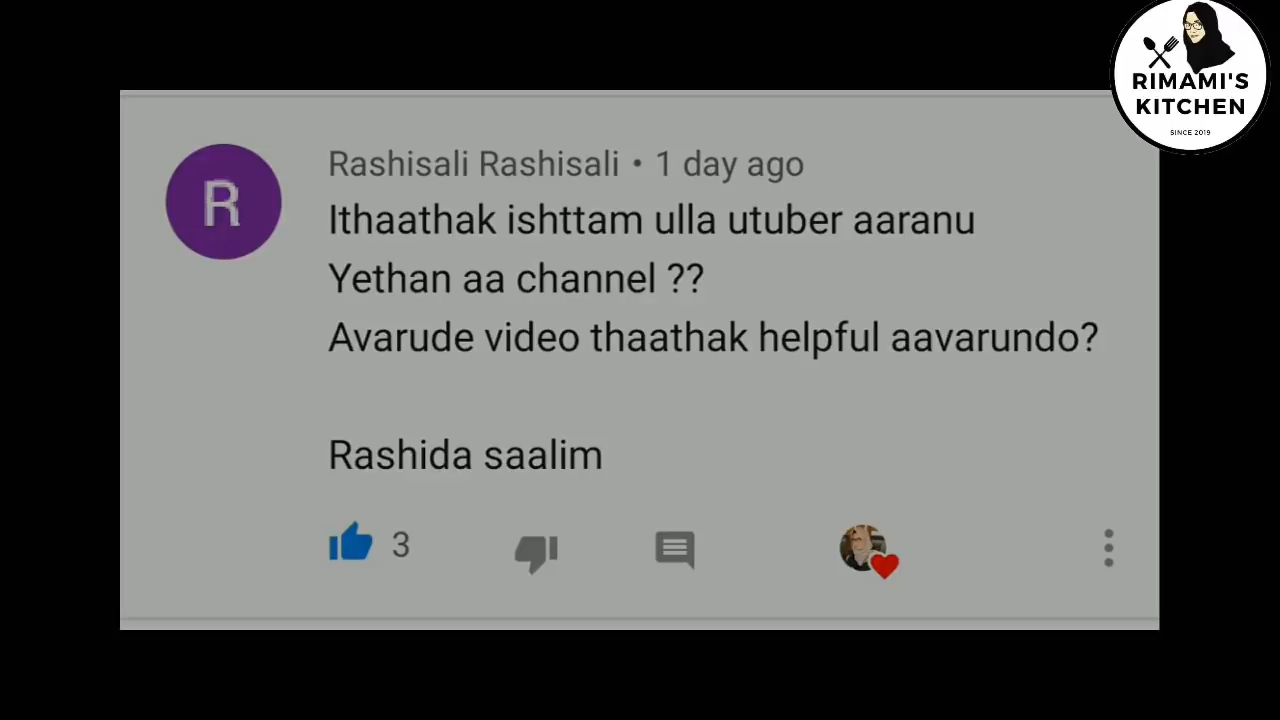 RIMAMI'S
KITCHEN
SINCE 2019
R
Rashisali Rashisali • 1 day ago
Ithaathak ishttam ulla utuber aaranu
Yethan aa channel ??
Avarude video thaathak helpful aavarundo?
Rashida saalim
3